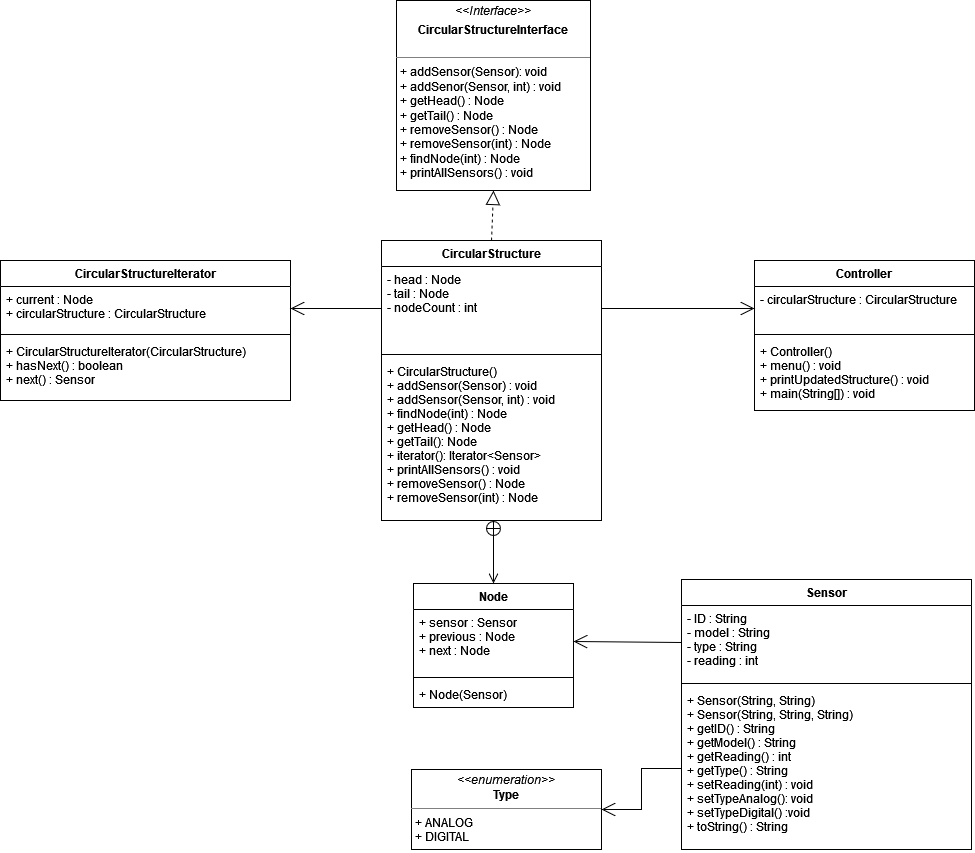 <<Interface>>
CircularStructureInterface
+ addSensor(Sensor): void
+ addSenor(Sensor, int) : void
+ getHead() : Node
+ getTail() : Node
+ removeSensor() : Node
+ removeSensor(int) : Node
+ findNode(int) : Node
+ printAllSensors() : void
CircularStructureIterator
+ current : Node
+ circularStructure : CircularStructure
+ CircularStructureIterator(CircularStructure)
+ hasNext() : boolean
+ next() : Sensor
CircularStructure
- head : Node
- tail : Node
- nodeCount : int
+ CircularStructure()
+ addSensor(Sensor) : void
+ addSensor(Sensor, int) : void
+ findNode(int) : Node
+ getHead() : Node
+ getTail(): Node
+ iterator(): Iterator<Sensor>
+ printAllSensors() : void
+ removeSensor() : Node
+ removeSensor(int) : Node
Controller
- circularStructure : CircularStructure
+ Controller()
+ menu() : void
+ printUpdatedStructure() : void
+ main(String[]) : void
Node
+ sensor : Sensor
+ previous : Node
+ next : Node
+ Node(Sensor)
Sensor
- ID : String
- model : String
- type : String
- reading : int
+ Sensor(String, String)
+ Sensor(String, String, String)
+ getID() : String
+ getModel() : String
+ getReading() : int
+ getType() : String
+ setReading(int) : void
+ setTypeAnalog(): void
+ setTypeDigital() :void
+ toString() : String
<<enumeration>>
Type
+ ANALOG
+ DIGITAL